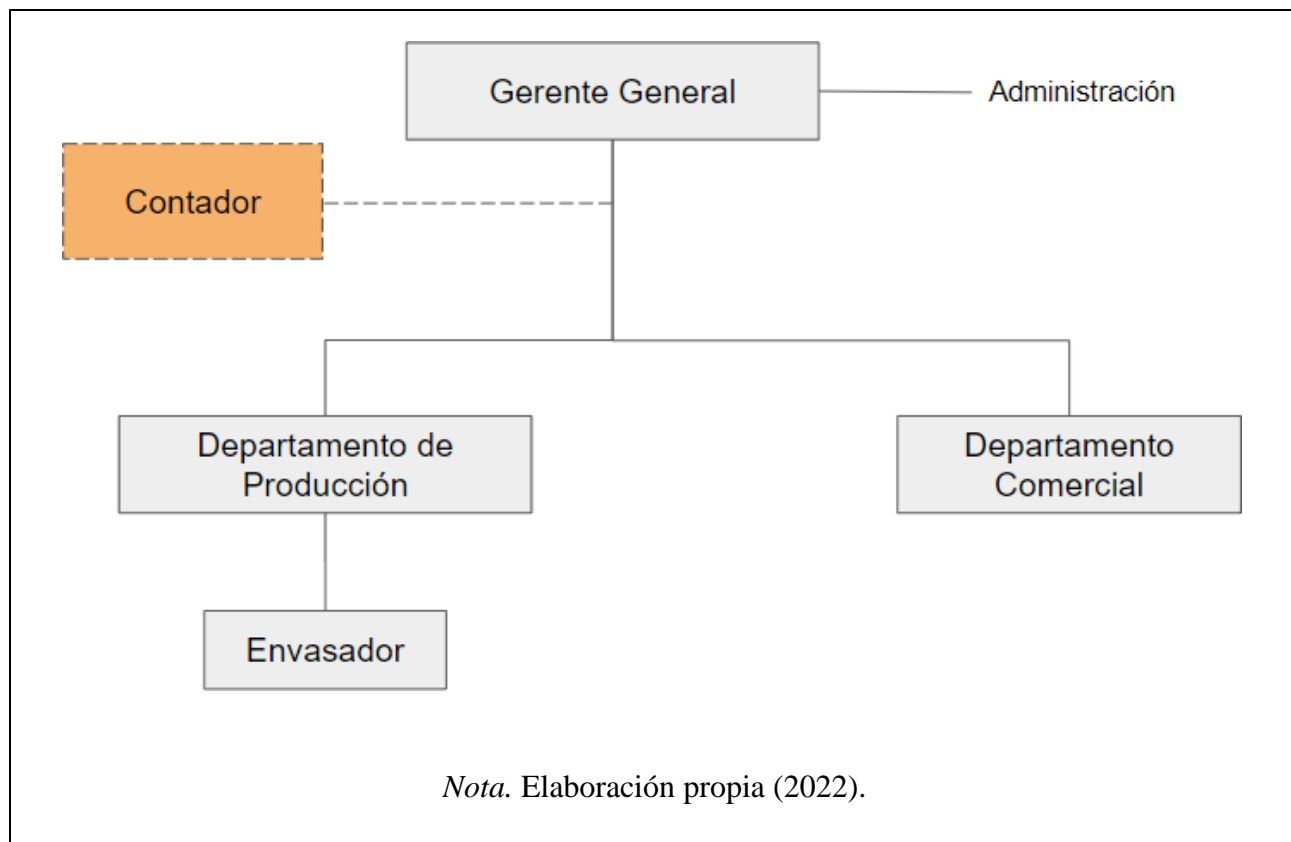 Gerente General
Administración
Contador
Departamento de
Producción
Departamento
Comercial
Envasador
Nota. Elaboración propia (2022).